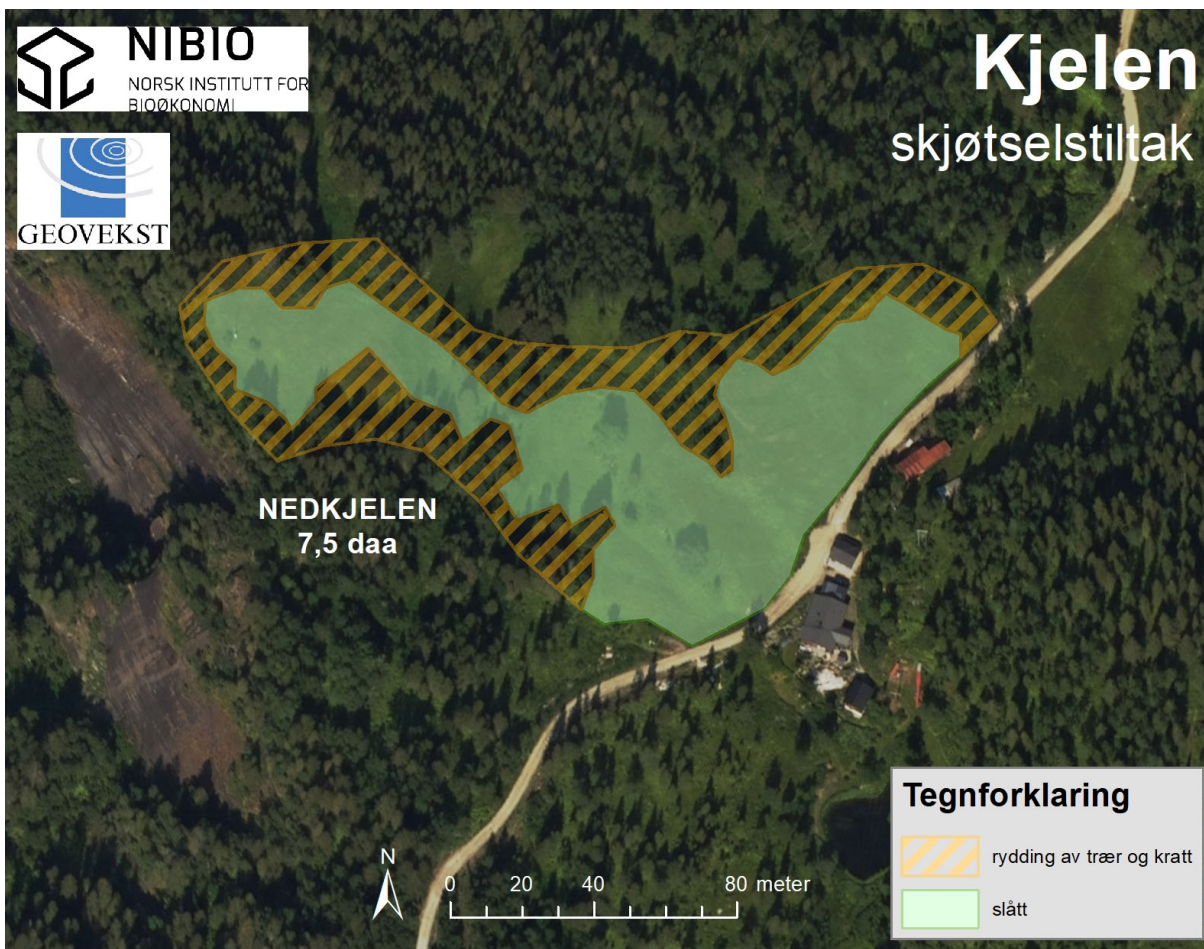 NIBIO
NORSK INSTITUTT FOR
BIOØKONOMI
GEOVEKST
Kjelen
skjøtselstiltak
NEDKJELEN
7,5 daa
N
0 20 40 80 meter
Tegnforklaring
rydding av trær og kratt
slått